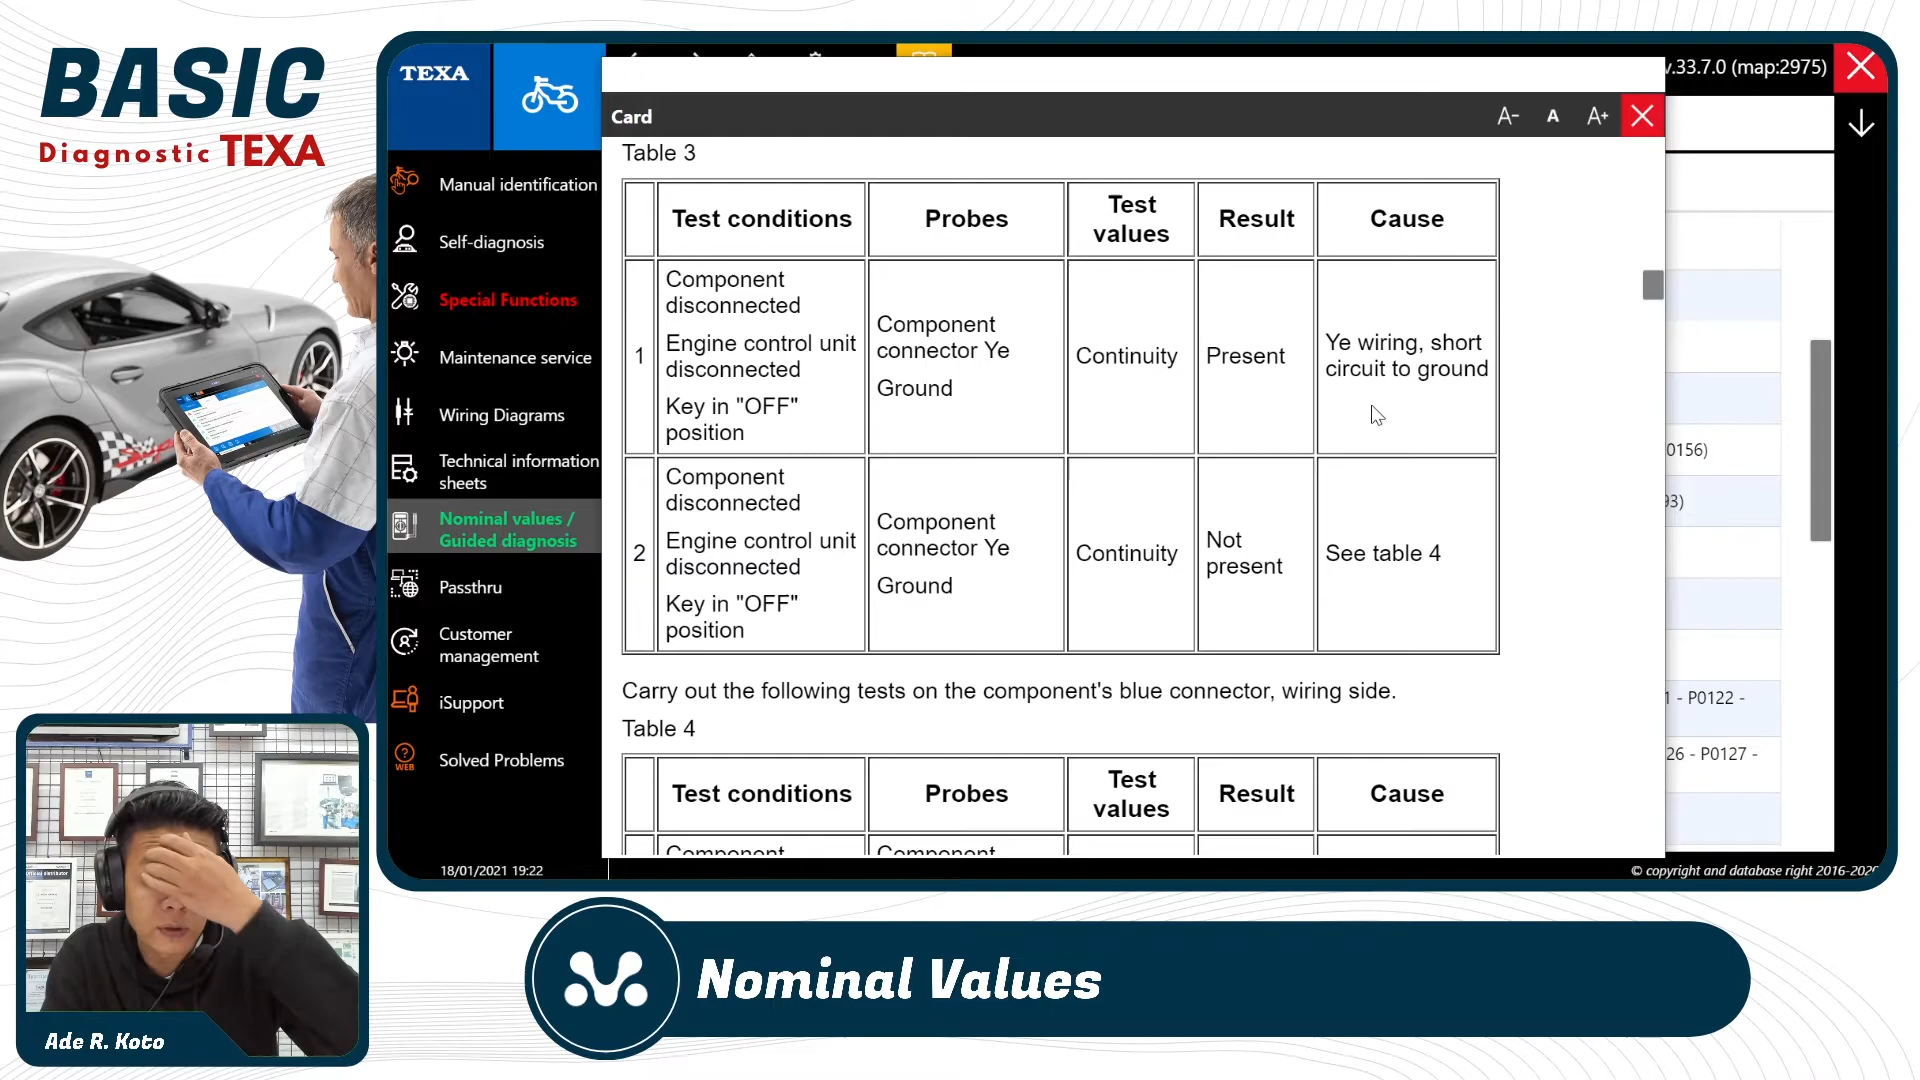 BASIC
Diagnostic TEXA
TEXA
v.33.7.0 (map:2975)
Card
A-
A
A+
Manual identification
Self-diagnosis
Special Functions
Maintenance service
Wiring Diagrams
Technical information
sheets
Nominal values /
Guided diagnosis
Passthru
Customer
management
iSupport
WEB
Solved Problems
18/01/2021 19:22
Table 3
Test conditions
Probes
Test
values
Result
Cause
1
Component
disconnected
Engine control unit
disconnected
Key in "OFF"
position
Component
connector Ye
Ground
Continuity
Present
Ye wiring, short
circuit to ground
2
Component
disconnected
Engine control unit
disconnected
Key in "OFF"
position
Component
connector Ye
Ground
Continuity
Not
present
See table 4
Carry out the following tests on the component's blue connector, wiring side.
Table 4
Test conditions
Probes
Test
values
Result
Cause
Component
Component
0156)
93)
1 - P0122 -
26 - P0127 -
© copyright and database right 2016-2020
Ade R. Koto
Nominal Values